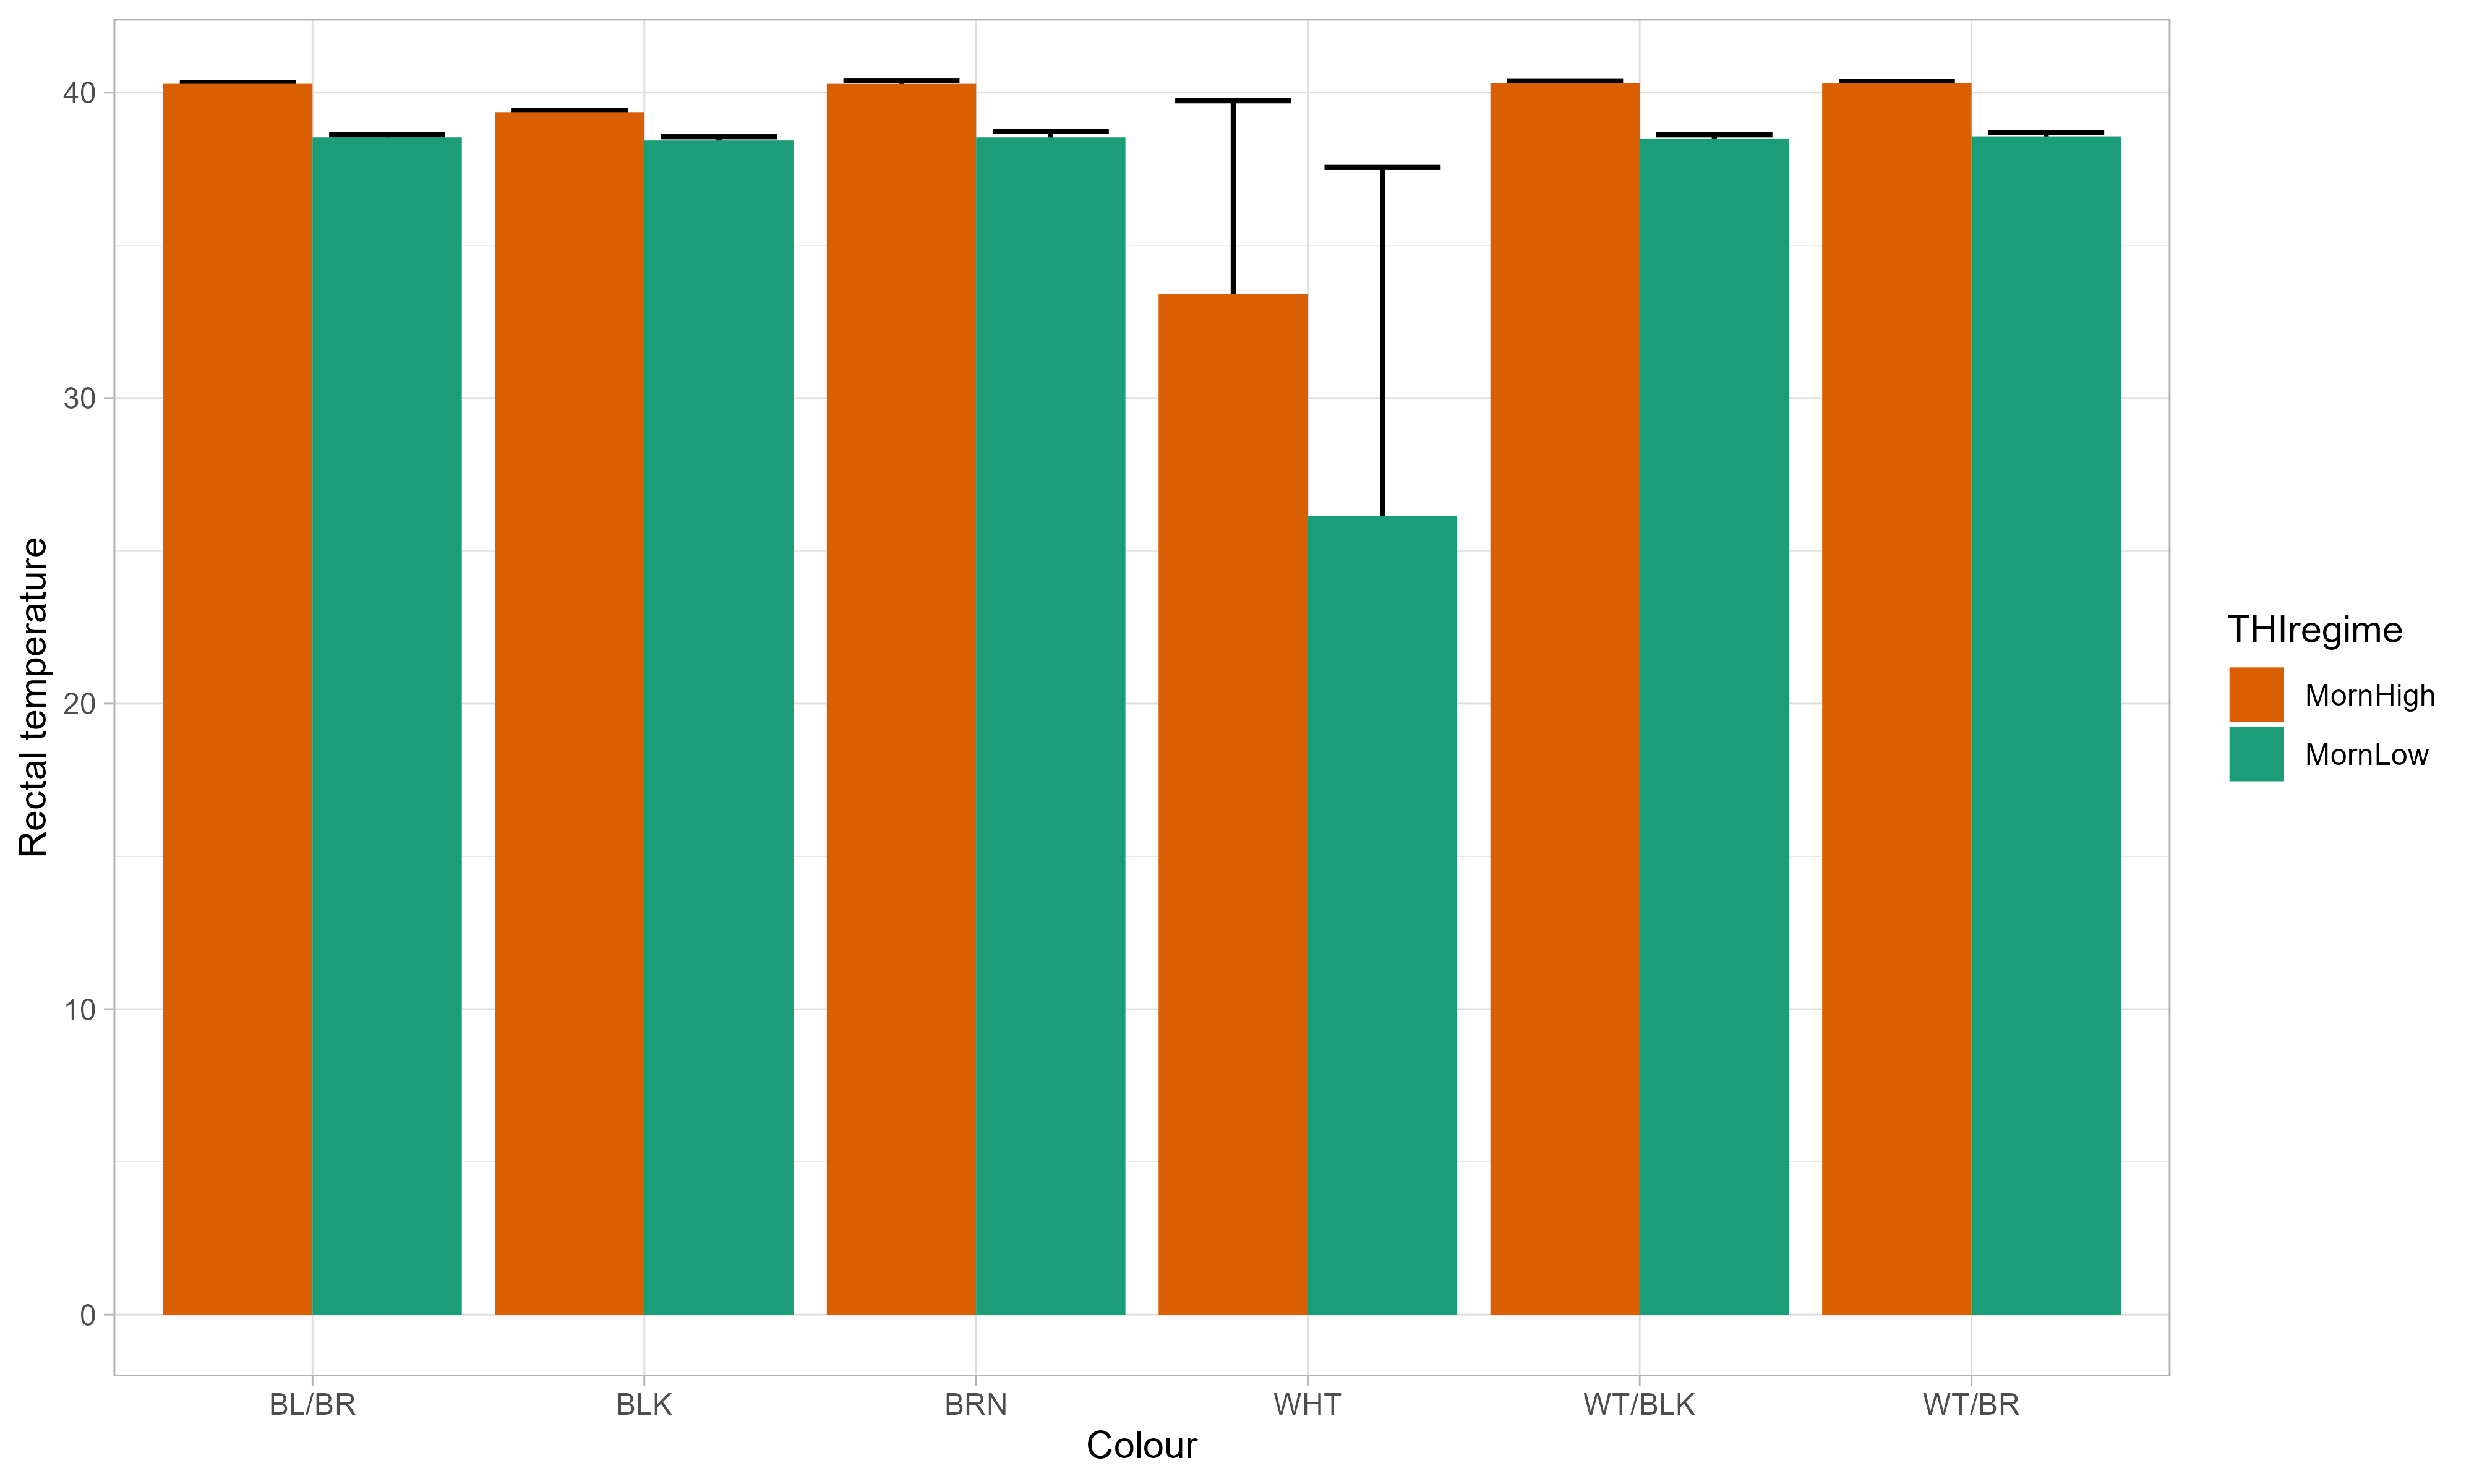 Rectal temperature
40
30
20
10
0
BL/BR
BLK
BRN
WHT
WT/BLK
WT/BR
Colour
THIregime
MornHigh
MornLow